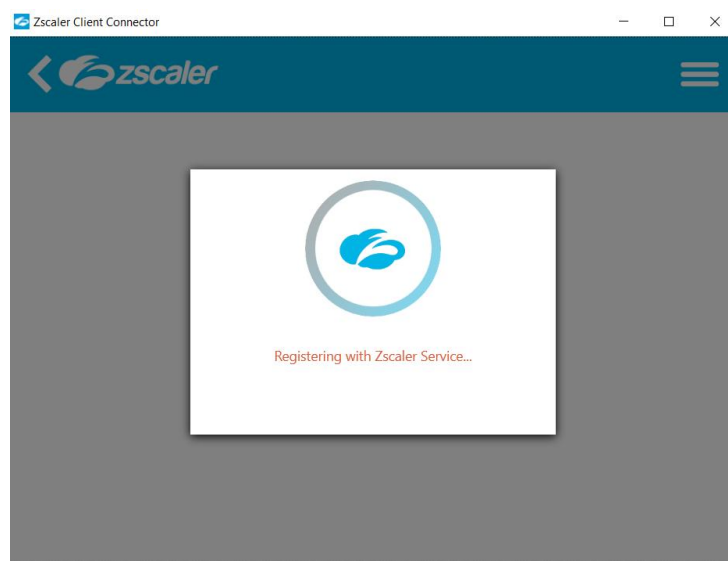 Zscaler Client Connector
zscaler
Registering with Zscaler Service...